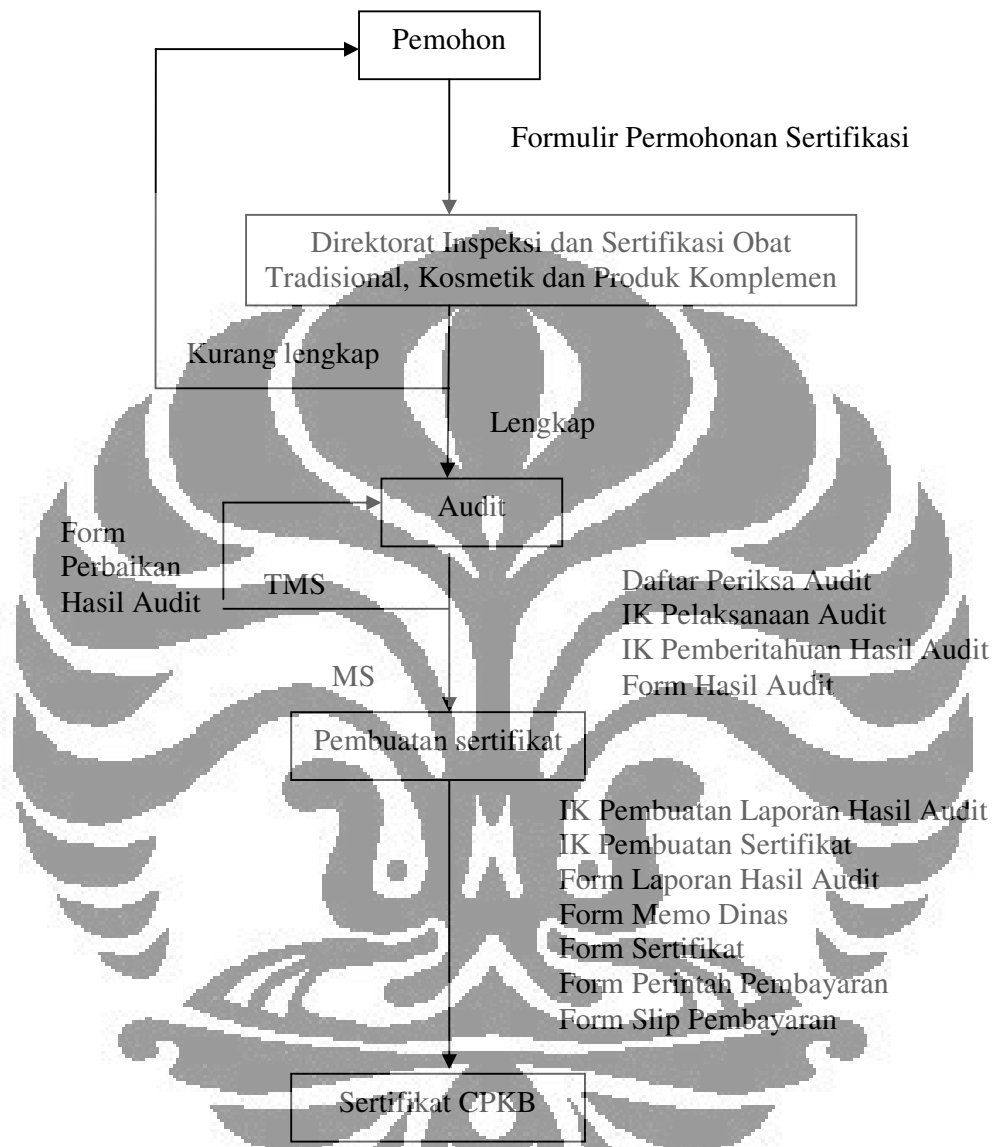 Pemohon
Formulir Permohonan Sertifikasi
Direktorat Inspeksi dan Sertifikasi Obat
Tradisional, Kosmetik dan Produk Komplemen
Kurang lengkap
Lengkap
Audit
Form
Perbaikan
Hasil Audit
TMS
Daftar Periksa Audit
IK Pelaksanaan Audit
IK Pemberitahuan Hasil Audit
Form Hasil Audit
MS
Pembuatan sertifikat
IK Pembuatan Laporan Hasil Audit
IK Pembuatan Sertifikat
Form Laporan Hasil Audit
Form Memo Dinas
Form Sertifikat
Form Perintah Pembayaran
Form Slip Pembayaran
Sertifikat CPKB